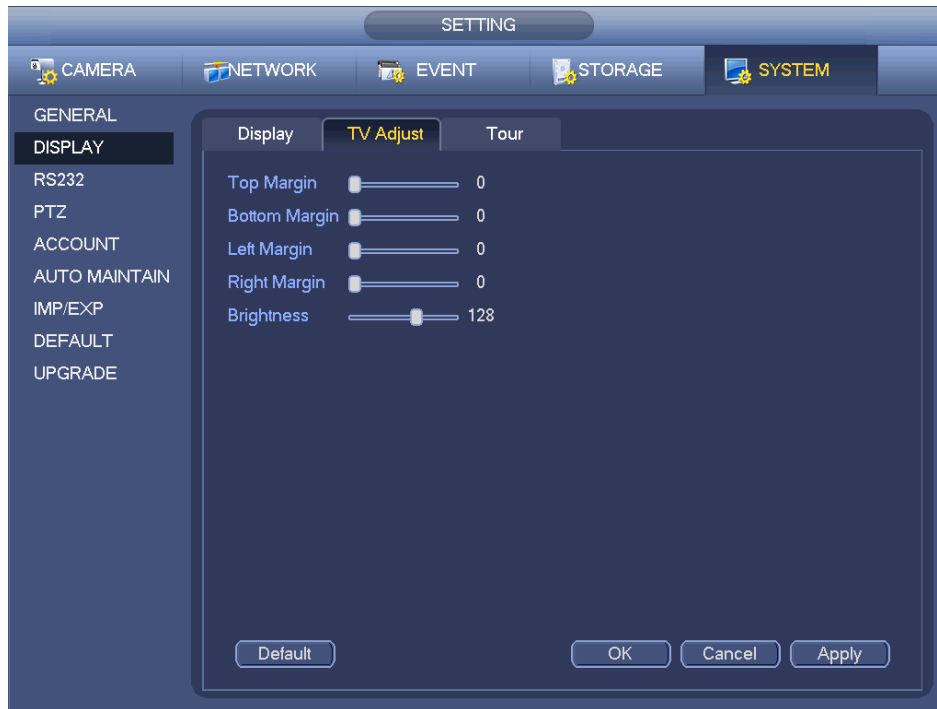 SETTING
CAMERA NETWORK EVENT STORAGE SYSTEM
GENERAL
DISPLAY
RS232
PTZ
ACCOUNT
AUTO MAINTAIN
IMP/EXP
DEFAULT
UPGRADE
Display TV Adjust Tour
Top Margin 0
Bottom Margin 0
Left Margin 0
Right Margin 0
Brightness 128
Default OK Cancel Apply